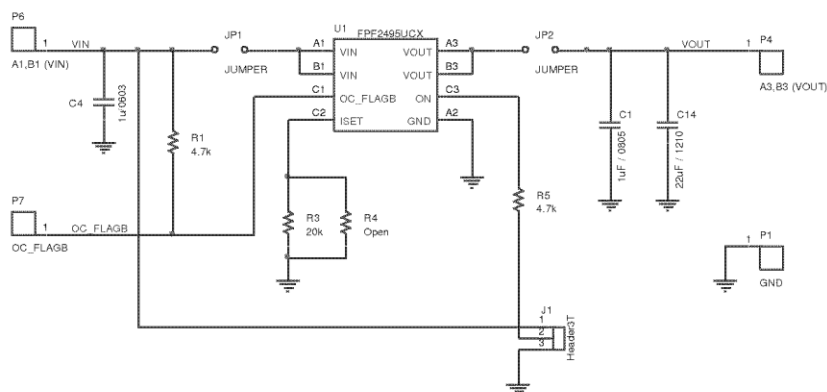 P6
1
VIN
A1,B1 (VIN)
C4
1u/0603
R1
4.7k
JP1
JUMPER
U1
FPF2495UCX
A1
VIN
VOUT
A3
B1
VIN
VOUT
B3
C1
OC_FLAGB
ON
C3
C2
ISET
GND
A2
JP2
JUMPER
VOUT
1
P4
A3,B3 (VOUT)
C1
1uF / 0805
C14
22uF / 1210
P7
1
OC_FLAGB
OC_FLAGB
R3
20k
R4
Open
R5
4.7k
P1
1
GND
J1
1
2
3
Header3T